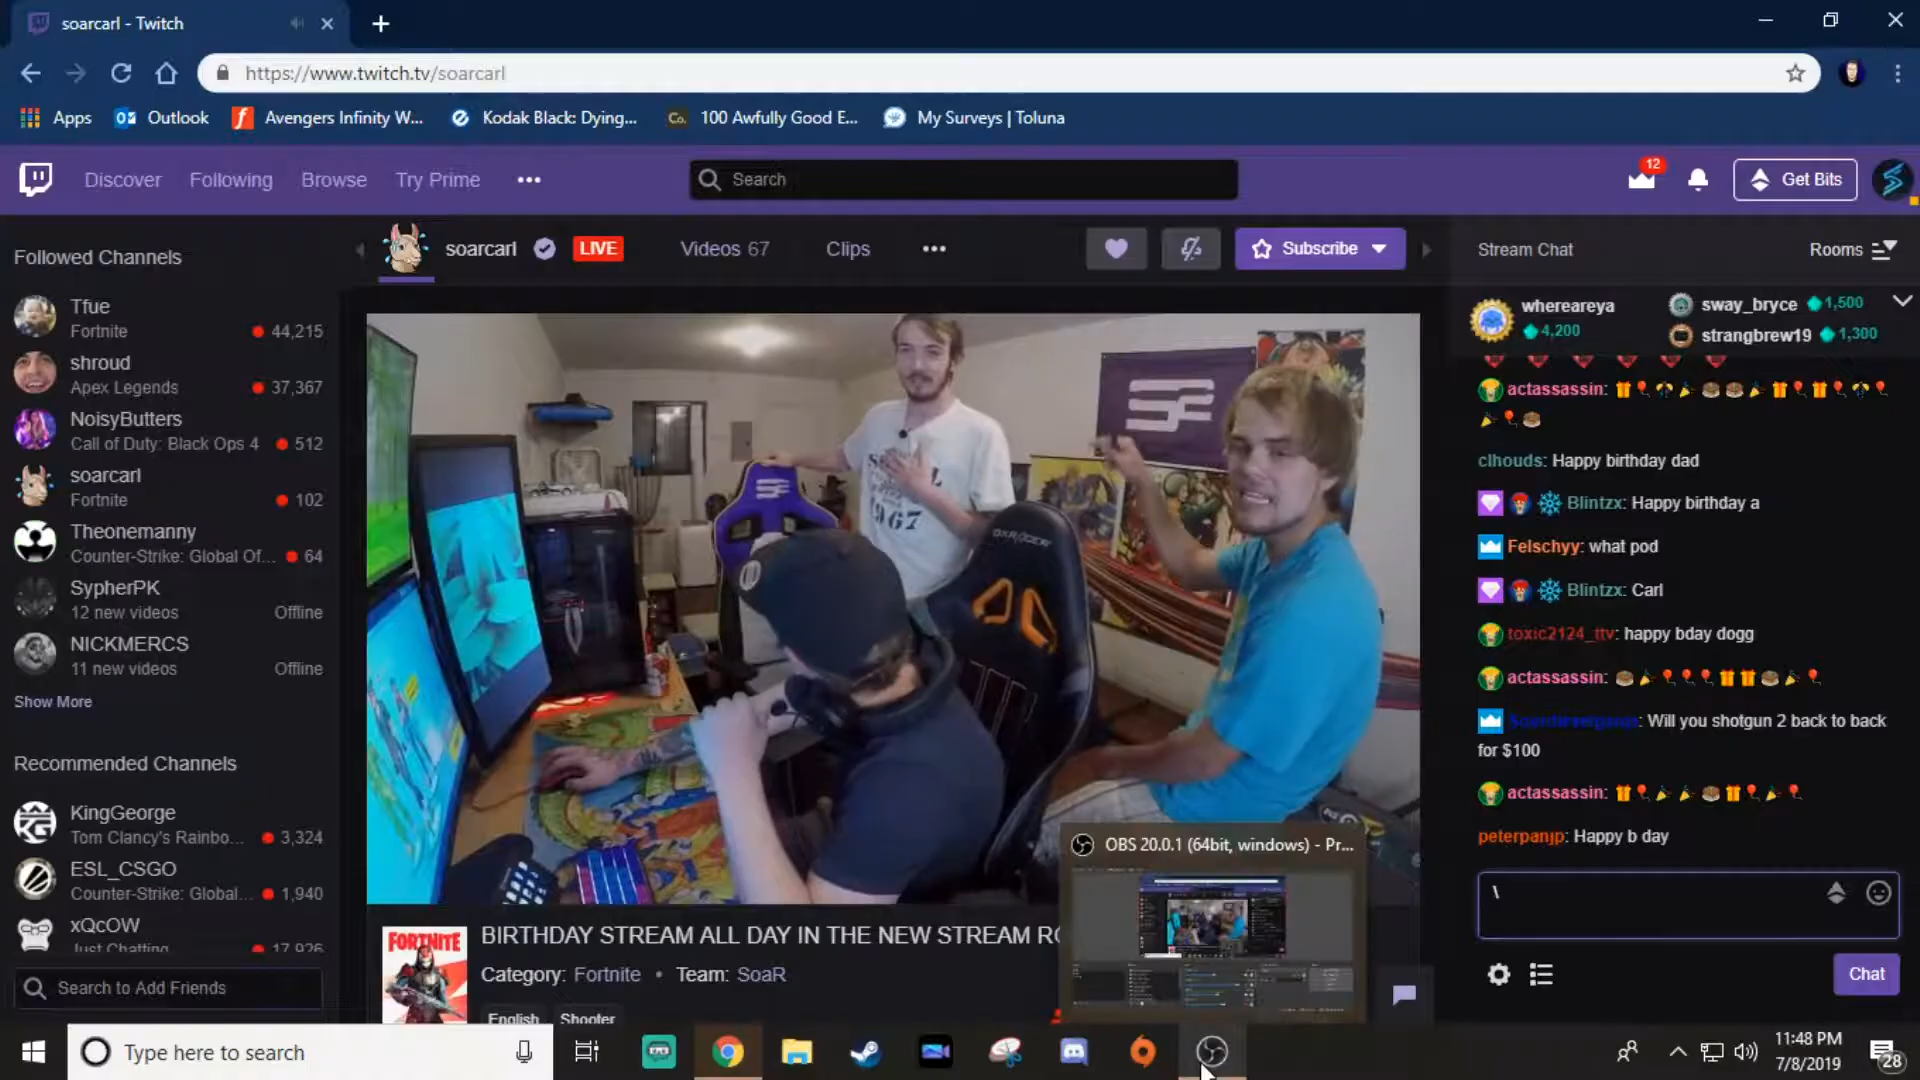 soarcarl - Twitch
https://www.twitch.tv/soarcarl
Apps
Outlook
Avengers Infinity W...
Kodak Black: Dying...
Co.
100 Awfully Good E...
My Surveys | Toluna
Discover
Following
Browse
Try Prime
Search
12
Get Bits
Followed Channels
Tfue
Fortnite 44,215
shroud
Apex Legends 37,367
NoisyButters
Call of Duty: Black Ops 4 512
soarcarl
Fortnite 102
Theonemanny
Counter-Strike: Global Of... 64
SypherPK
12 new videos Offline
NICKMERCS
11 new videos Offline
Show More
Recommended Channels
KingGeorge
Tom Clancy's Rainbo... 3,324
ESL_CSGO
Counter-Strike: Global... 1,940
xQcOW
Just Chatting 17,926
Search to Add Friends
soarcarl LIVE Videos 67 Clips
Subscribe
DXRACER
1967
OBS 20.0.1 (64bit, windows) - Pr...
FORTNITE
BIRTHDAY STREAM ALL DAY IN THE NEW STREAM
Category: Fortnite • Team: SoaR
English Shooter
Stream Chat Rooms
whereareya
4,200
sway_bryce 1,500
strangbrew19 1,300
actassassin:
clhouds: Happy birthday dad
Blintzx: Happy birthday a
Felschyy: what pod
Blintzx: Carl
toxic2124_ttv: happy bday dogg
actassassin:
: Will you shotgun 2 back to back
for $100
actassassin:
peterpanjp: Happy b day
\
Chat
Type here to search
11:48 PM
7/8/2019
28